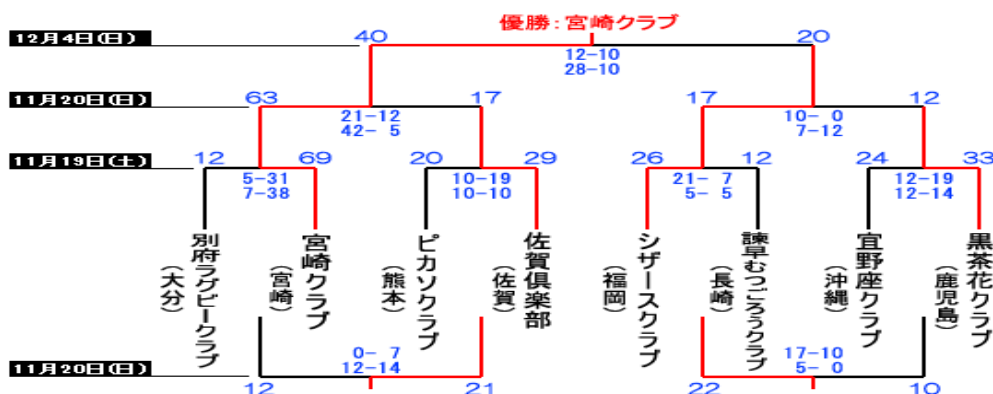 優勝:宮崎クラブ
12月4日(日)
40
20
12-10
28-10
11月20日(日)
63
17
17
12
21-12
42- 5
10- 0
7-12
11月19日(土)
12
69
20
29
26
12
24
33
5-31
7-38
10-19
10-10
21- 7
5- 5
12-19
12-14
別府ラグビークラブ
(大分)
宮崎クラブ
(宮崎)
ピカソクラブ
(熊本)
佐賀倶楽部
(佐賀)
シザースクラブ
(福岡)
諫早むつごろうクラブ
(長崎)
宜野座クラブ
(沖縄)
黒茶花クラブ
(鹿児島)
0- 7
12-14
17-10
5- 0
11月20日(日)
12
21
22
10